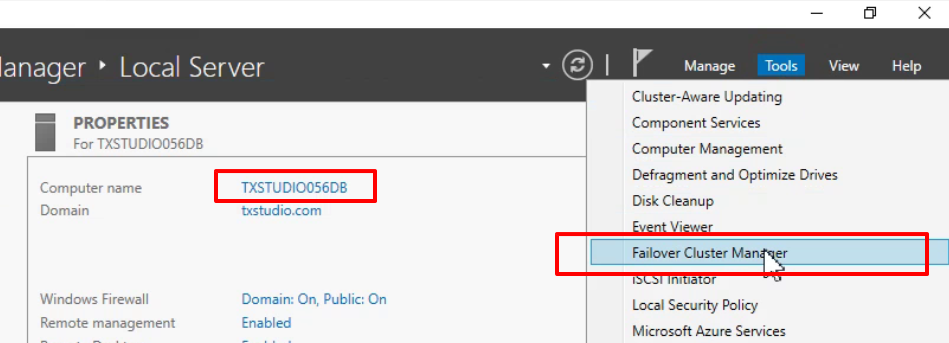 anager ‣ Local Server
Manage Tools View Help
PROPERTIES
For TXSTUDIO056DB
Computer name TXSTUDIO056DB
Domain txstudio.com
Windows Firewall Domain: On, Public: On
Remote management Enabled
Cluster-Aware Updating
Component Services
Computer Management
Defragment and Optimize Drives
Disk Cleanup
Event Viewer
Failover Cluster Manager
iSCSI Initiator
Local Security Policy
Microsoft Azure Services